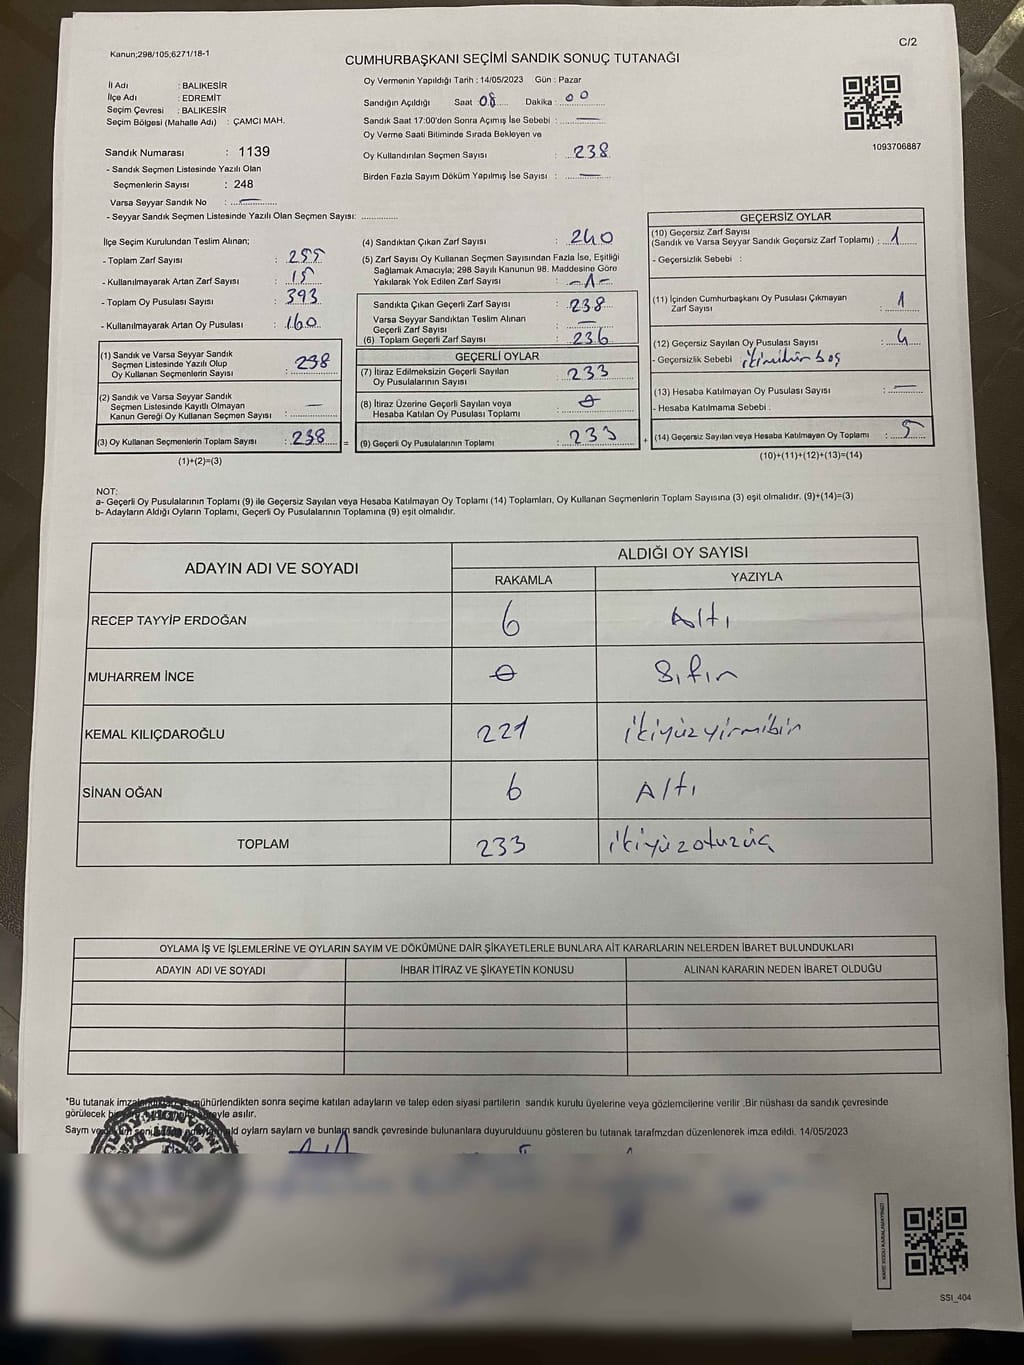 Kanun;298/105;6271/18-1
C/2
CUMHURBAŞKANI SEÇİMİ SANDIK SONUÇ TUTANAĞI
İl Adı : BALIKESİR
İlçe Adı : EDREMİT
Seçim Çevresi : BALIKESİR
Seçim Bölgesi (Mahalle Adı) : ÇAMCI MAH.
Oy Vermenin Yapıldığı Tarih : 14/05/2023 Gün : Pazar
Sandığın Açıldığı Saat 08 Dakika : 00
Sandık Saat 17:00'den Sonra Açımış İse Sebebi : —
Oy Verme Saati Bitiminde Sırada Bekleyen ve
Oy Kullandırılan Seçmen Sayısı : 238
Birden Fazla Sayım Döküm Yapılmış İse Sayısı : —
1093706887
Sandık Numarası : 1139
- Sandık Seçmen Listesinde Yazılı Olan
Seçmenlerin Sayısı : 248
Varsa Seyyar Sandık No : —
- Seyyar Sandık Seçmen Listesinde Yazılı Olan Seçmen Sayısı: ..............
İlçe Seçim Kurulundan Teslim Alınan;
- Toplam Zarf Sayısı : 255
- Kullanılmayarak Artan Zarf Sayısı : 15
- Toplam Oy Pusulası Sayısı : 393
- Kullanılmayarak Artan Oy Pusulası : 160
(1) Sandık ve Varsa Seyyar Sandık
Seçmen Listesinde Yazılı Olup
Oy Kullanan Seçmenlerin Sayısı : 238
(2) Sandık ve Varsa Seyyar Sandık
Seçmen Listesinde Kayıtlı Olmayan
Kanun Gereği Oy Kullanan Seçmen Sayısı : —
(3) Oy Kullanan Seçmenlerin Toplam Sayısı : 238 =
(1)+(2)=(3)
(4) Sandıktan Çıkan Zarf Sayısı : 240
(5) Zarf Sayısı Oy Kullanan Seçmen Sayısından Fazla İse, Eşitliği
Sağlamak Amacıyla; 298 Sayılı Kanunun 98. Maddesine Göre
Yakılarak Yok Edilen Zarf Sayısı : -1-
Sandıkta Çıkan Geçerli Zarf Sayısı : 238
Varsa Seyyar Sandıktan Teslim Alınan
Geçerli Zarf Sayısı : —
(6) Toplam Geçerli Zarf Sayısı : 236
GEÇERLİ OYLAR
(7) İtiraz Edilmeksizin Geçerli Sayılan
Oy Pusulalarının Sayısı : 233
(8) İtiraz Üzerine Geçerli Sayılan veya
Hesaba Katılan Oy Pusulası Toplamı : 0
(9) Geçerli Oy Pusulalarının Toplamı : 233 +
GEÇERSİZ OYLAR
(10) Geçersiz Zarf Sayısı
(Sandık ve Varsa Seyyar Sandık Geçersiz Zarf Toplamı) : 1
- Geçersizlik Sebebi :
(11) İçinden Cumhurbaşkanı Oy Pusulası Çıkmayan
Zarf Sayısı : 1
(12) Geçersiz Sayılan Oy Pusulası Sayısı : 4
- Geçersizlik Sebebi : boş
(13) Hesaba Katılmayan Oy Pusulası Sayısı : —
- Hesaba Katılmama Sebebi :
(14) Geçersiz Sayılan veya Hesaba Katılmayan Oy Toplamı : 5
(10)+(11)+(12)+(13)=(14)
NOT:
a- Geçerli Oy Pusulalarının Toplamı (9) ile Geçersiz Sayılan veya Hesaba Katılmayan Oy Toplamı (14) Toplamları, Oy Kullanan Seçmenlerin Toplam Sayısına (3) eşit olmalıdır. (9)+(14)=(3)
b- Adayların Aldığı Oyların Toplamı, Geçerli Oy Pusulalarının Toplamına (9) eşit olmalıdır.
ADAYIN ADI VE SOYADI ALDIĞI OY SAYISI
RAKAMLA YAZIYLA
RECEP TAYYİP ERDOĞAN 6 Altı
MUHARREM İNCE 0 Sıfır
KEMAL KILIÇDAROĞLU 221 ikiyüzyirmibir
SİNAN OĞAN 6 Altı
TOPLAM 233 ikiyüzotuzüç
OYLAMA İŞ VE İŞLEMLERİNE VE OYLARIN SAYIM VE DÖKÜMÜNE DAİR ŞİKAYETLERLE BUNLARA AİT KARARLARIN NELERDEN İBARET BULUNDUKLARI
ADAYIN ADI VE SOYADI İHBAR İTİRAZ VE ŞİKAYETİN KONUSU ALINAN KARARIN NEDEN İBARET OLDUĞU
*Bu tutanak mühürlendikten sonra seçime katılan adayların ve talep eden siyasi partilerin sandık kurulu üyelerine veya gözlemcilerine verilir .Bir nüshası da sandık çevresinde
görülecek asılır.
Sayım oylarn saylarn ve bunların sandk çevresinde bulunanlara duyurulduunu gösteren bu tutanak tarafmzdan düzenlenerek imza edildi. 14/05/2023
SSI_404